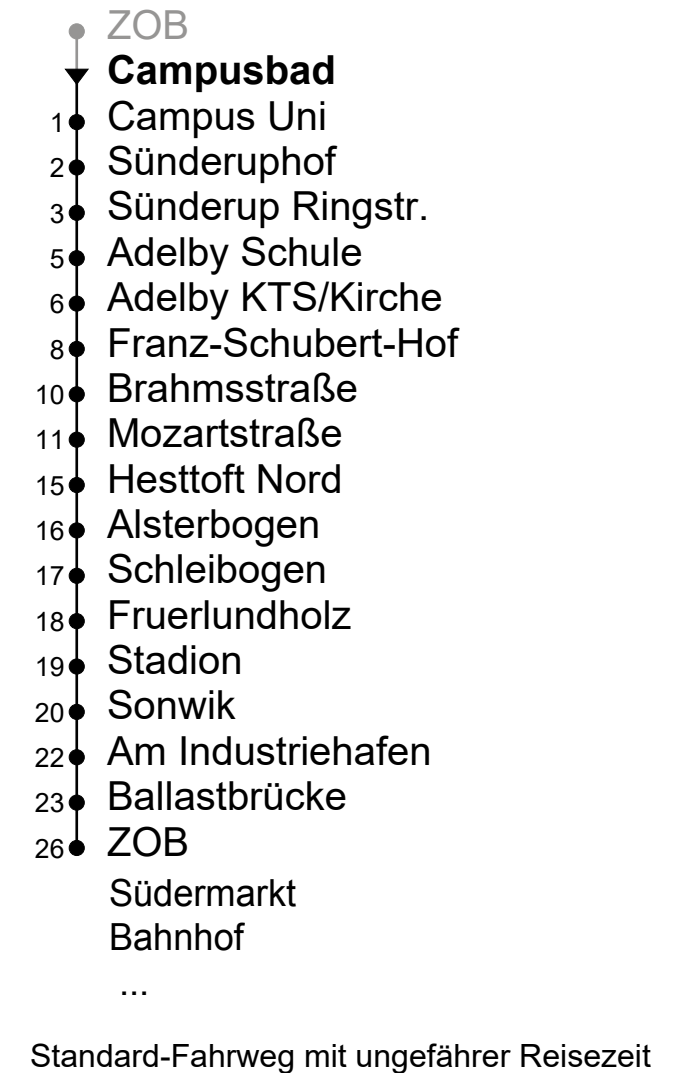 ZOB
Campusbad
1 Campus Uni
2 Sünderuphof
3 Sünderup Ringstr.
5 Adelby Schule
6 Adelby KTS/Kirche
8 Franz-Schubert-Hof
10 Brahmsstraße
11 Mozartstraße
15 Hesttoft Nord
16 Alsterbogen
17 Schleibogen
18 Fruerlundholz
19 Stadion
20 Sonwik
22 Am Industriehafen
23 Ballastbrücke
26 ZOB
Südermarkt
Bahnhof
...
Standard-Fahrweg mit ungefährer Reisezeit